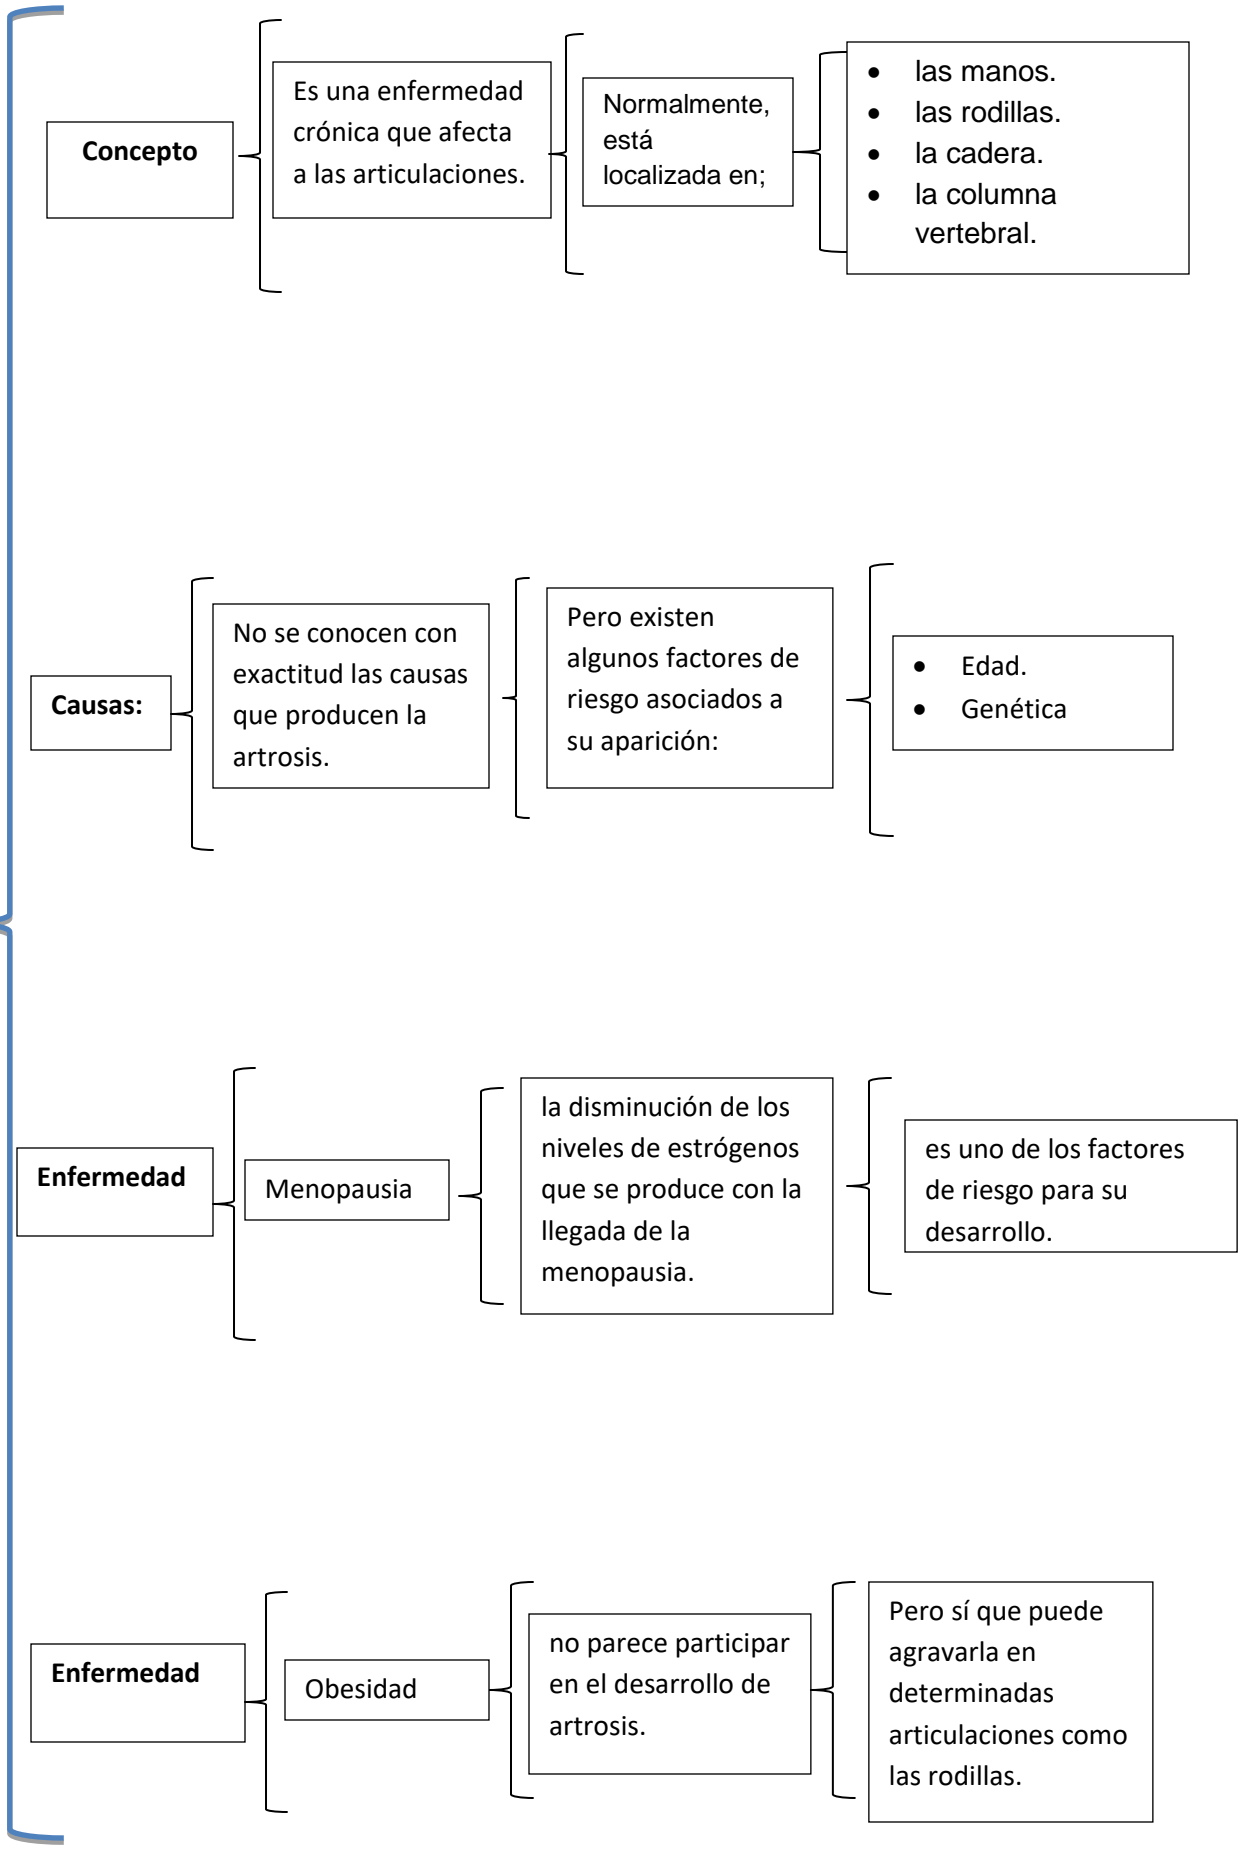 Concepto
Es una enfermedad
crónica que afecta
a las articulaciones.
Normalmente,
está
localizada en;
• las manos.
• las rodillas.
• la cadera.
• la columna
vertebral.
Causas:
No se conocen con
exactitud las causas
que producen la
artrosis.
Pero existen
algunos factores de
riesgo asociados a
su aparición:
• Edad.
• Genética
Enfermedad
Menopausia
la disminución de los
niveles de estrógenos
que se produce con la
llegada de la
menopausia.
es uno de los factores
de riesgo para su
desarrollo.
Enfermedad
Obesidad
no parece participar
en el desarrollo de
artrosis.
Pero sí que puede
agravarla en
determinadas
articulaciones como
las rodillas.